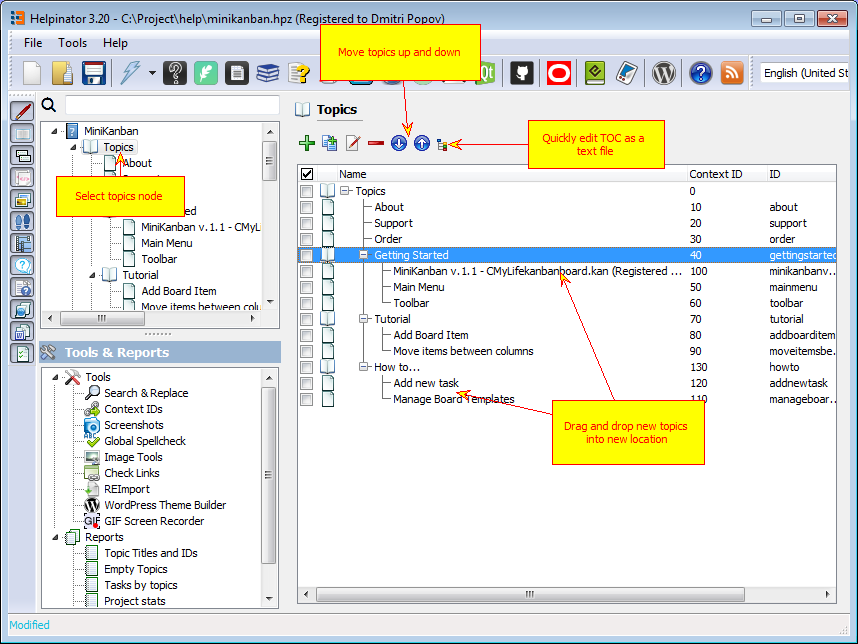 Helpinator 3.20 - C:\Project\help\minikanban.hpz (Registered to Dmitri Popov)
File Tools Help
Move topics up and down
Qt
English (United St
Topics
Quickly edit TOC as a
text file
MiniKanban
Topics
About
Select topics node
MiniKanban v.1.1 - CMyLi
Main Menu
Toolbar
Tutorial
Add Board Item
Move items between colu
Name Context ID ID
Topics 0
About 10 about
Support 20 support
Order 30 order
Getting Started 40 gettingstarted
MiniKanban v.1.1 - CMyLifekanbanboard.kan (Registered ... 100 minikanbanv...
Main Menu 50 mainmenu
Toolbar 60 toolbar
Tutorial 70 tutorial
Add Board Item 80 addboarditem
Move items between columns 90 moveitemsbe...
How to... 130 howto
Add new task 120 addnewtask
Manage Board Templates 110 manageboar...
Drag and drop new topics
into new location
Tools & Reports
Tools
Search & Replace
Context IDs
Screenshots
Global Spellcheck
Image Tools
Check Links
REImport
WordPress Theme Builder
GIF GIF Screen Recorder
Reports
Topic Titles and IDs
Empty Topics
Tasks by topics
Project stats
Modified